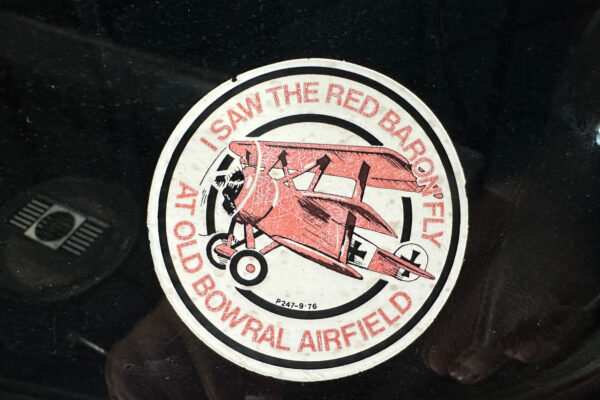 I SAW THE RED BARON FLY
AT OLD BOWRAL AIRFIELD
P247-9·76